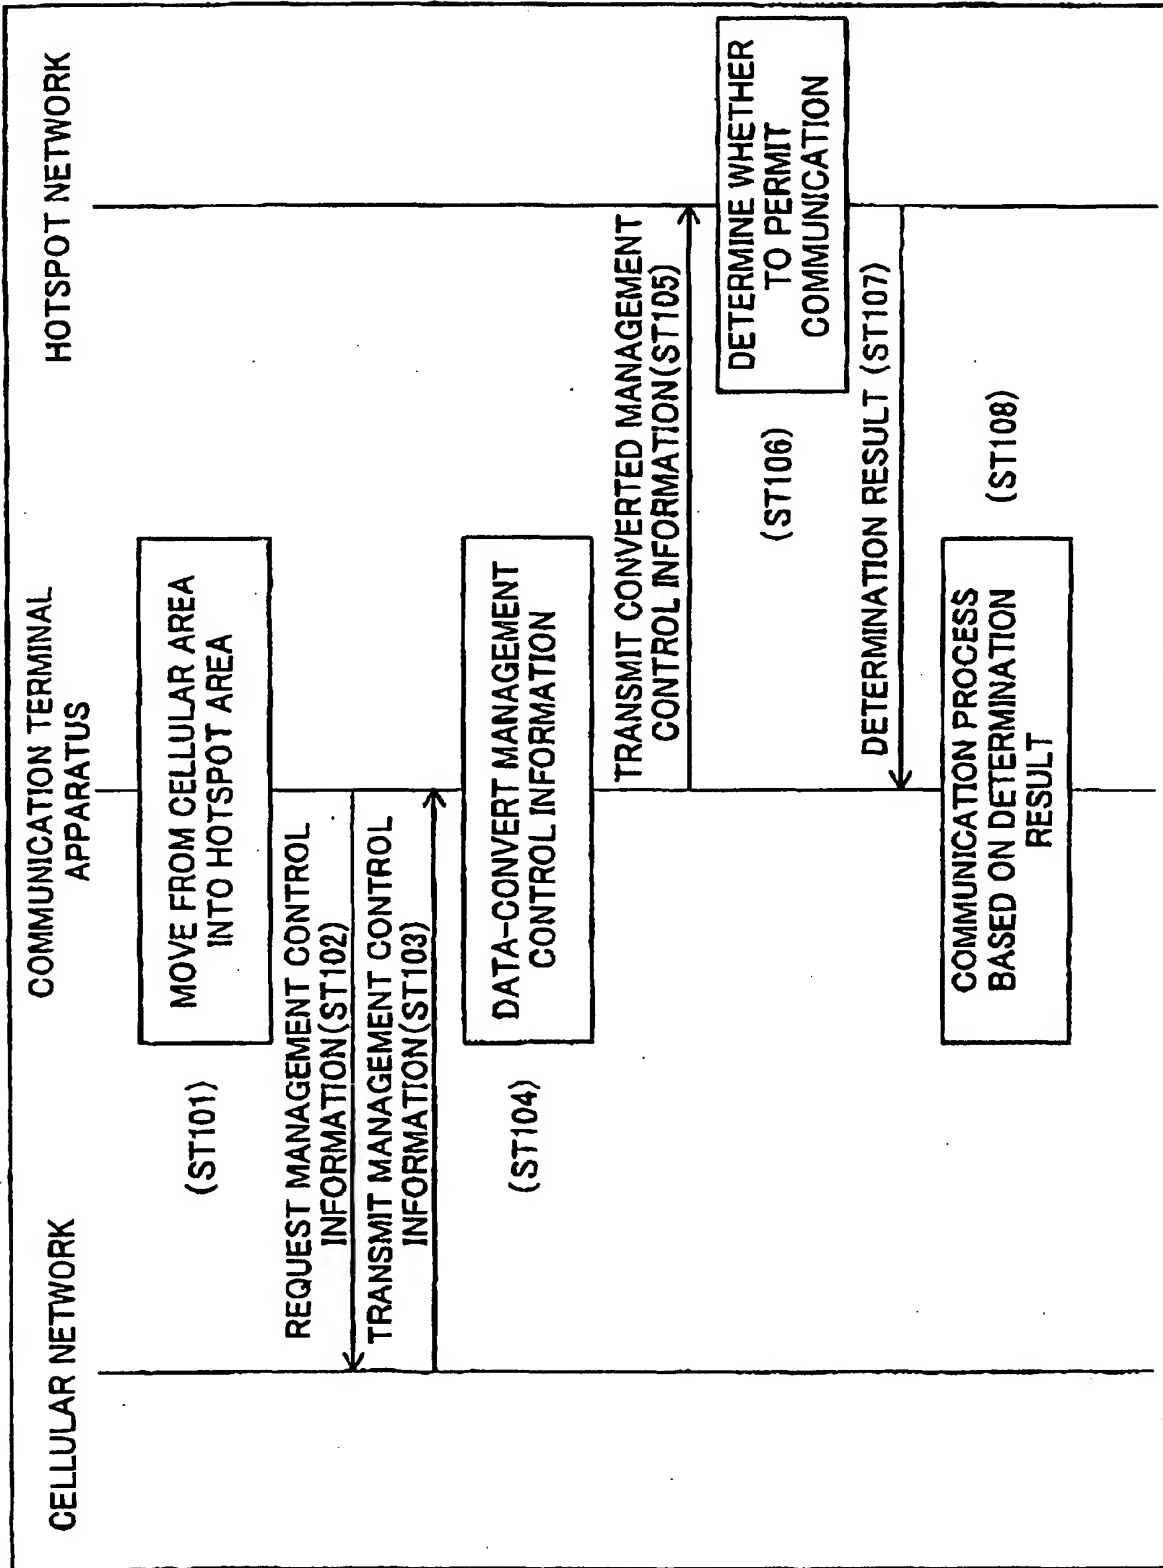 CELLULAR NETWORK
COMMUNICATION TERMINAL
APPARATUS
HOTSPOT NETWORK
(ST101)
MOVE FROM CELLULAR AREA
INTO HOTSPOT AREA
REQUEST MANAGEMENT CONTROL
INFORMATION(ST102)
TRANSMIT MANAGEMENT CONTROL
INFORMATION(ST103)
(ST104)
DATA-CONVERT MANAGEMENT
CONTROL INFORMATION
TRANSMIT CONVERTED MANAGEMENT
CONTROL INFORMATION(ST105)
(ST106)
DETERMINE WHETHER
TO PERMIT
COMMUNICATION
DETERMINATION RESULT (ST107)
COMMUNICATION PROCESS
BASED ON DETERMINATION
RESULT
(ST108)